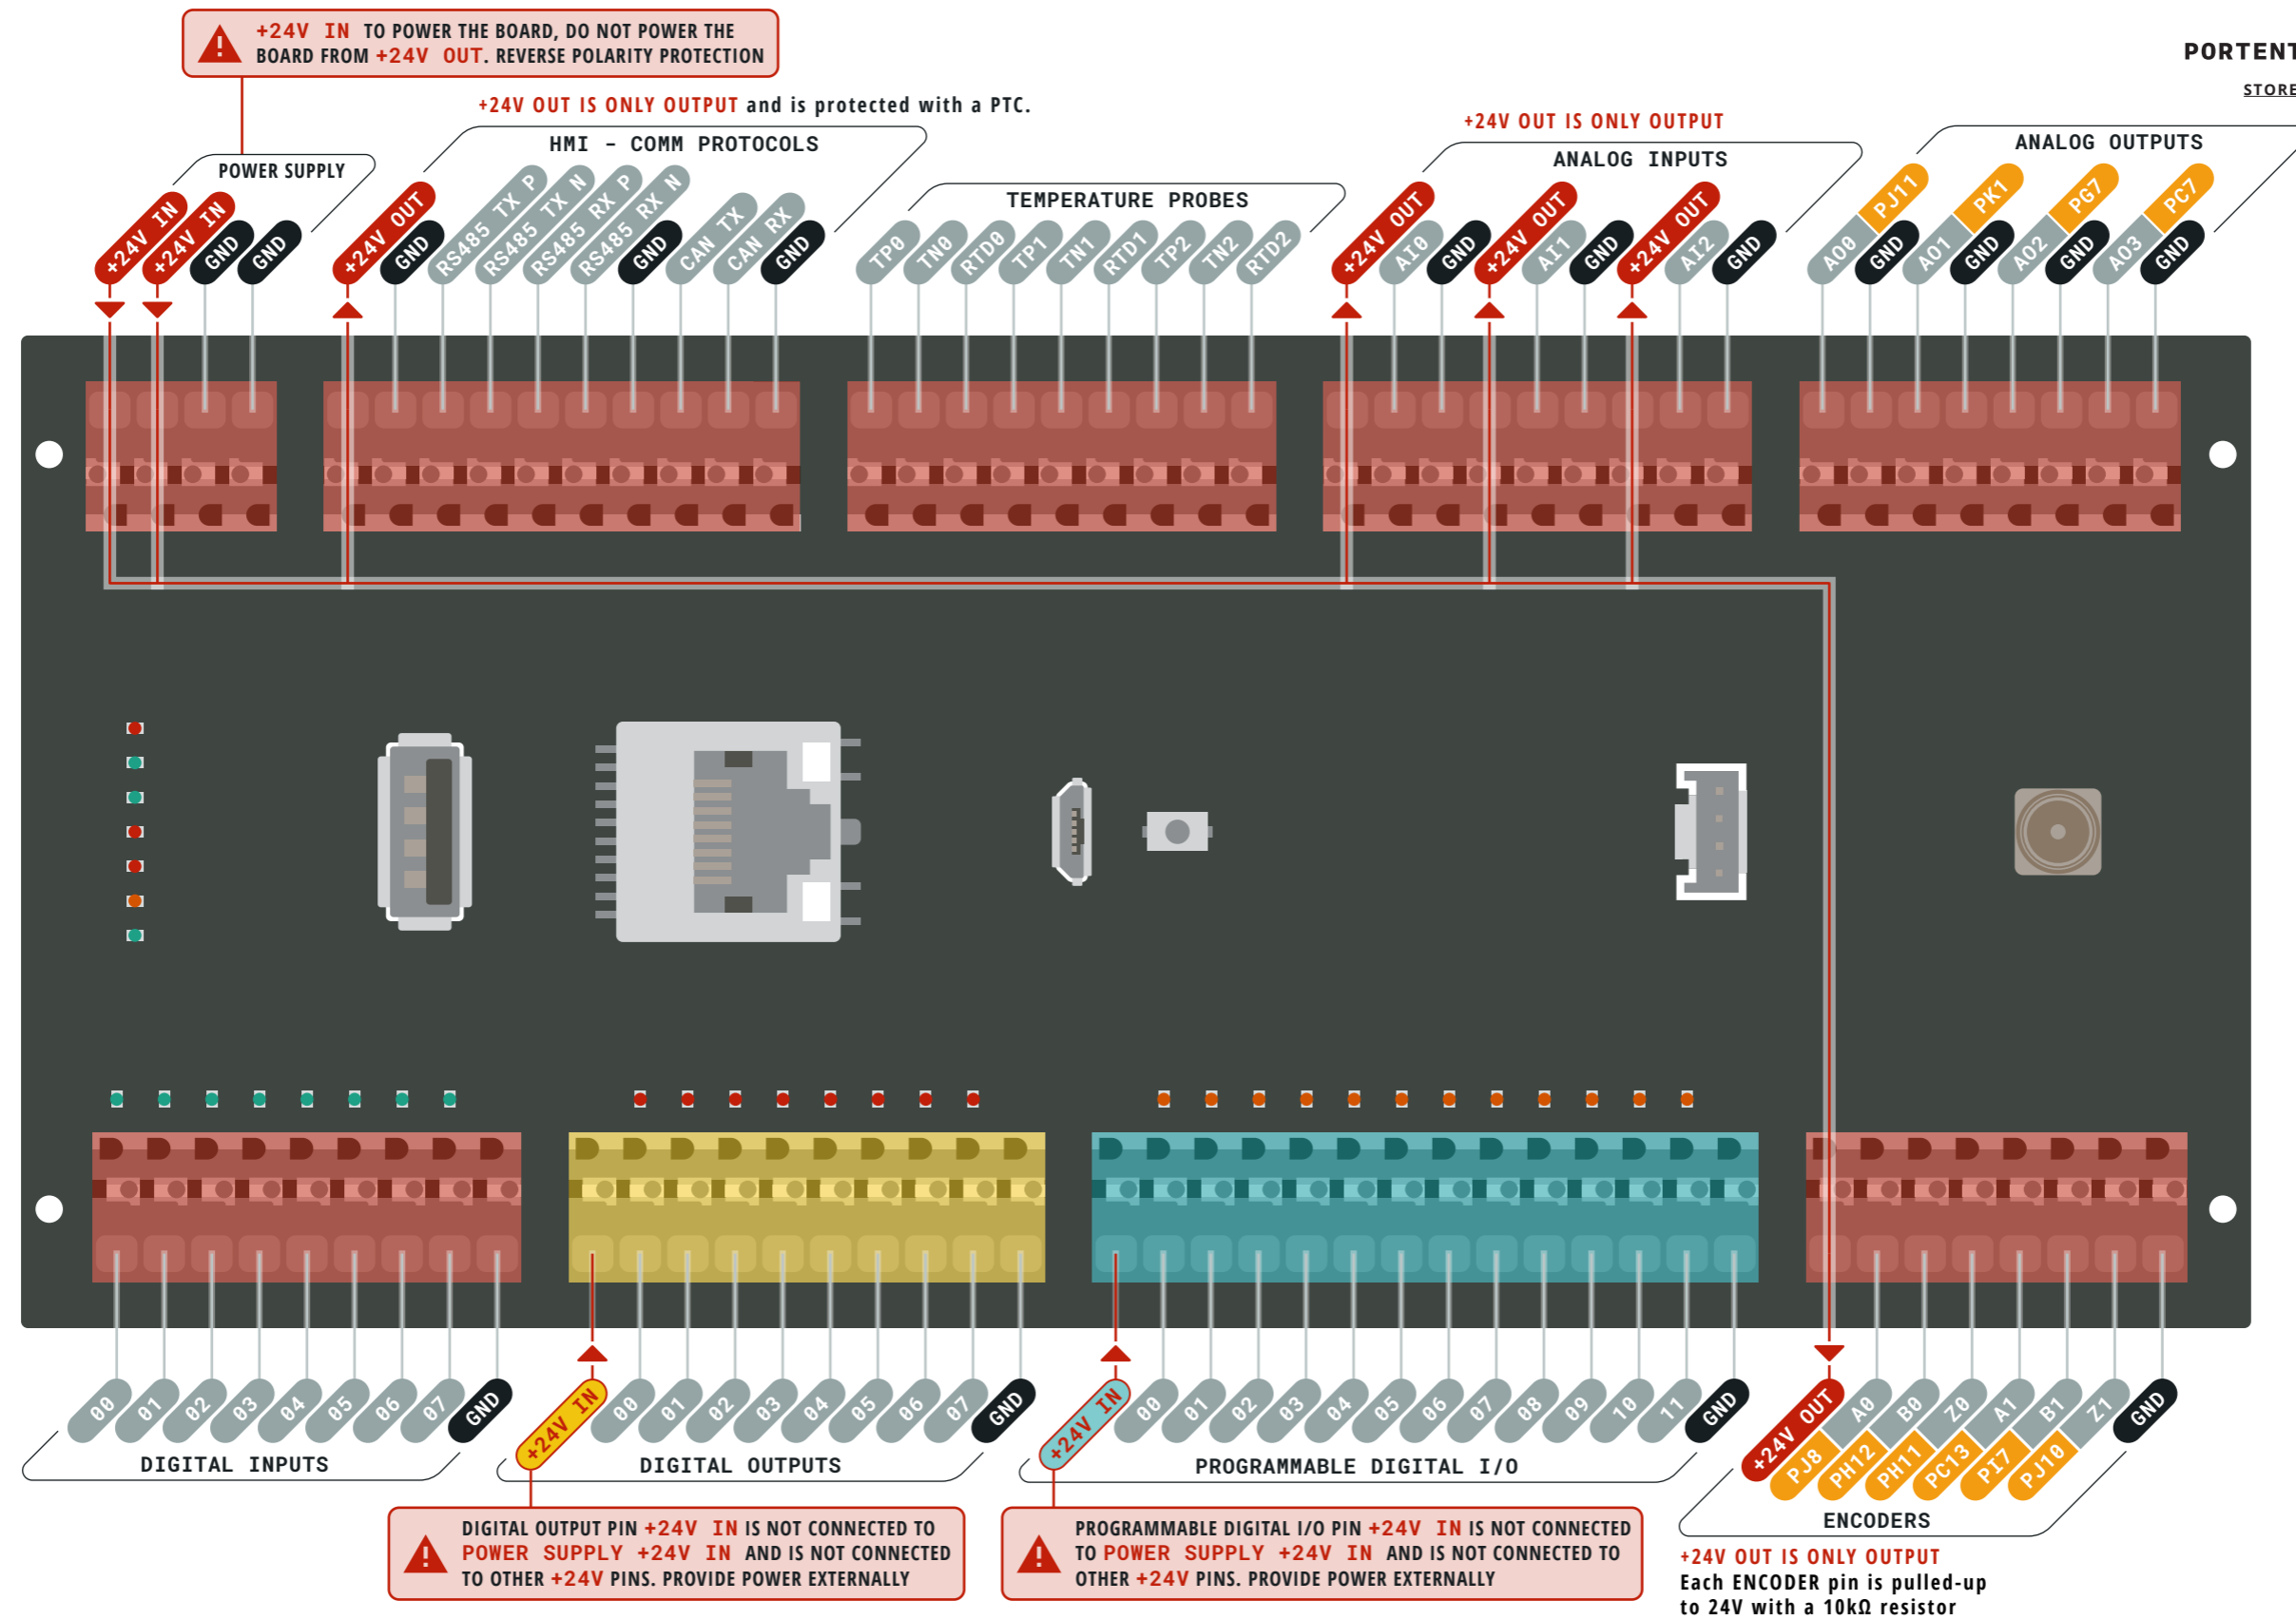 +24V IN TO POWER THE BOARD, DO NOT POWER THE
BOARD FROM +24V OUT. REVERSE POLARITY PROTECTION
PORTENT
STORE
+24V OUT IS ONLY OUTPUT and is protected with a PTC.
+24V OUT IS ONLY OUTPUT
POWER SUPPLY
HMI - COMM PROTOCOLS
TEMPERATURE PROBES
ANALOG INPUTS
ANALOG OUTPUTS
+24V IN
+24V IN
GND
GND
+24V OUT
GND
RS485 TX P
RS485 TX N
RS485 RX P
RS485 RX N
GND
CAN TX
CAN RX
GND
TP0
TN0
RTD0
TP1
TN1
RTD1
TP2
TN2
RTD2
+24V OUT
AI0
GND
+24V OUT
AI1
GND
+24V OUT
AI2
GND
AO0 PJ11
GND
AO1 PK1
GND
AO2 PG7
GND
AO3 PC7
GND
00
01
02
03
04
05
06
07
GND
DIGITAL INPUTS
+24V IN
00
01
02
03
04
05
06
07
GND
DIGITAL OUTPUTS
+24V IN
00
01
02
03
04
05
06
07
08
09
10
11
GND
PROGRAMMABLE DIGITAL I/O
+24V OUT
A0 PJ8
B0 PH12
Z0 PH11
A1 PC13
B1 PI7
Z1 PJ10
GND
ENCODERS
DIGITAL OUTPUT PIN +24V IN IS NOT CONNECTED TO
POWER SUPPLY +24V IN AND IS NOT CONNECTED
TO OTHER +24V PINS. PROVIDE POWER EXTERNALLY
PROGRAMMABLE DIGITAL I/O PIN +24V IN IS NOT CONNECTED
TO POWER SUPPLY +24V IN AND IS NOT CONNECTED TO
OTHER +24V PINS. PROVIDE POWER EXTERNALLY
+24V OUT IS ONLY OUTPUT
Each ENCODER pin is pulled-up
to 24V with a 10kΩ resistor